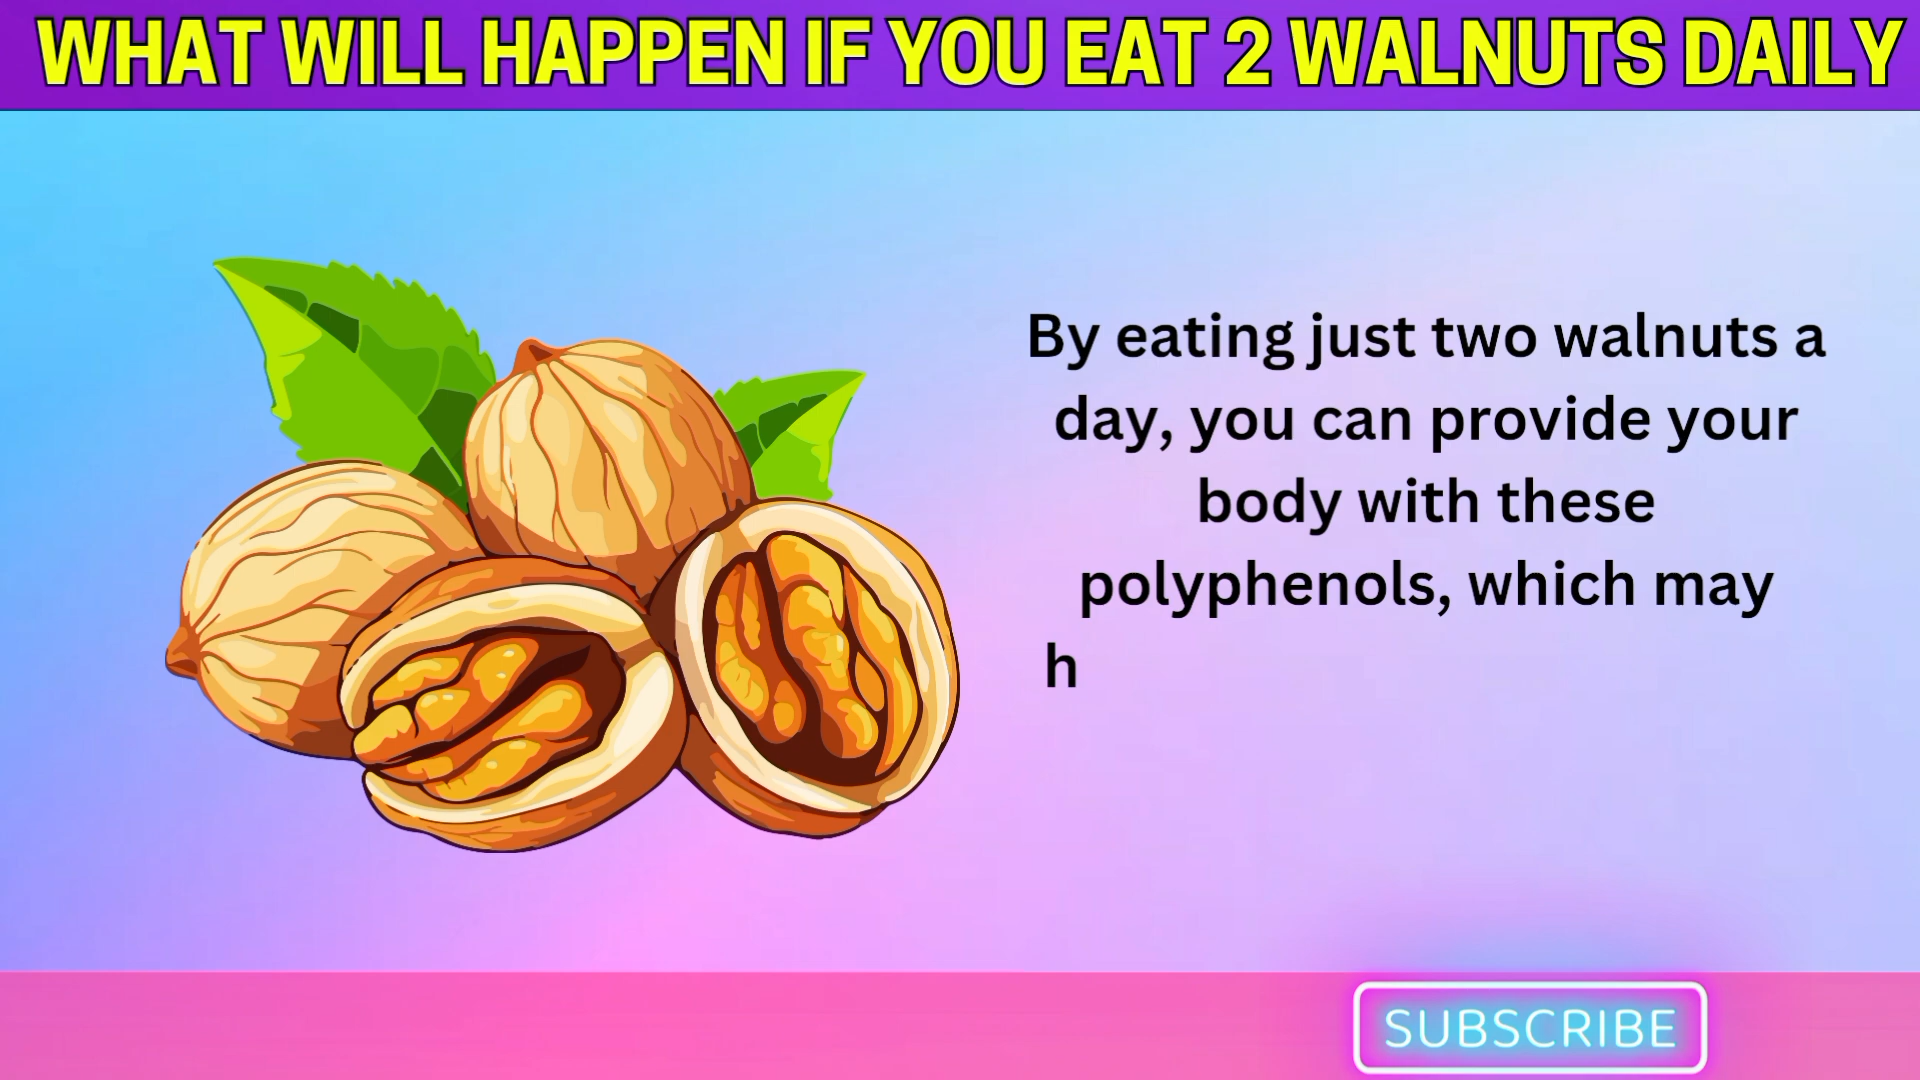 WHAT WILL HAPPEN IF YOU EAT 2 WALNUTS DAILY
By eating just two walnuts a
day, you can provide your
body with these
polyphenols, which may
h
SUBSCRIBE